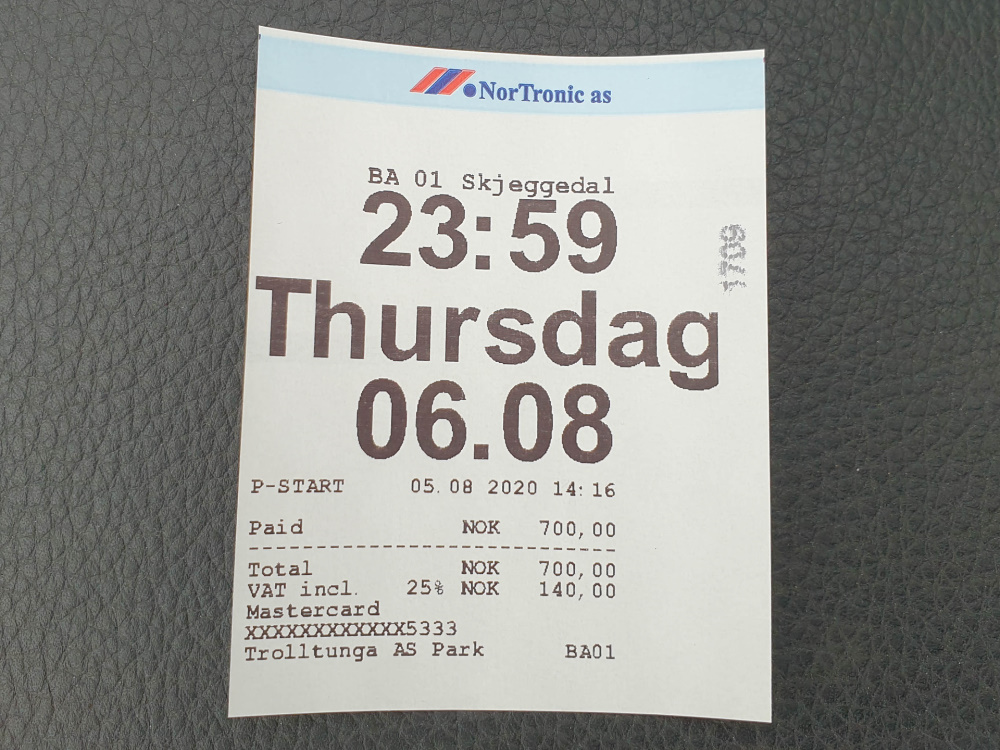 NorTronic as
BA 01 Skjeggedal
23:59
Thursdag
06.08
P-START 05.08 2020 14:16
Paid NOK 700,00
----------------------------
Total NOK 700,00
VAT incl. 25% NOK 140,00
Mastercard
XXXXXXXXXXXX5333
Trolltunga AS Park BA01
1709